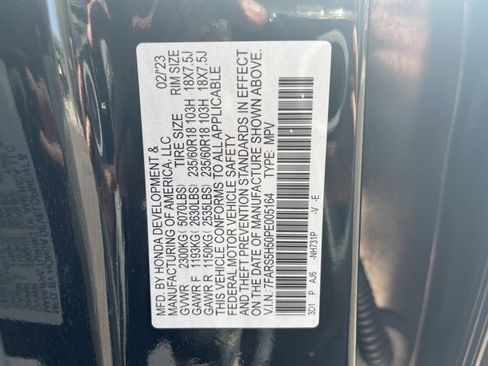 MFD. BY HONDA DEVELOPMENT & 02/'23
MANUFACTURING OF AMERICA, LLC
TIRE SIZE RIM SIZE
GVWR 2300KG( 5070LBS)
GAWR F 1193KG( 2630LBS) 235/60R18 103H 18X7.5J
GAWR R 1150KG( 2535LBS) 235/60R18 103H 18X7.5J
THIS VEHICLE CONFORMS TO ALL APPLICABLE
FEDERAL MOTOR VEHICLE SAFETY
AND THEFT PREVENTION STANDARDS IN EFFECT
ON THE DATE OF MANUFACTURE SHOWN ABOVE.
V.I.N.: 7FARS5H50PE005164 TYPE: MPV
3D1 P AJ6 -NH731P -V -E